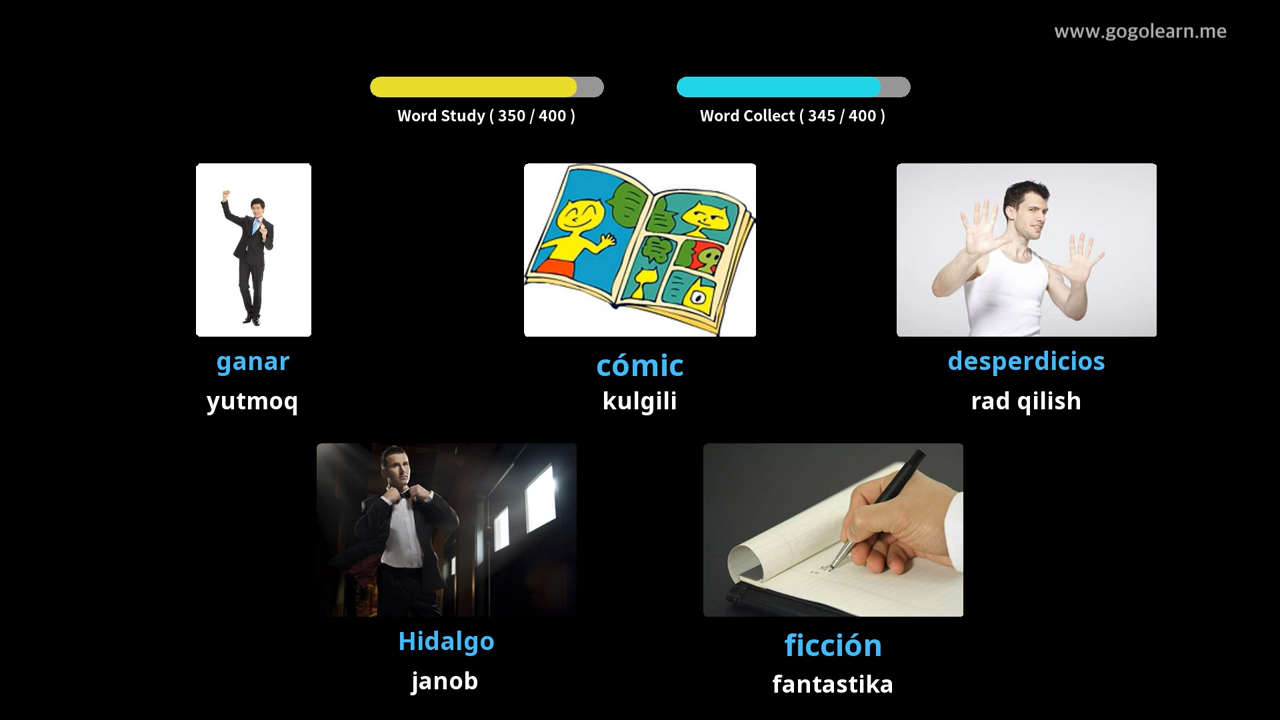 www.gogolearn.me
Word Study ( 350 / 400 )
Word Collect ( 345 / 400 )
ganar
yutmoq
cómic
kulgili
desperdicios
rad qilish
Hidalgo
janob
ficción
fantastika